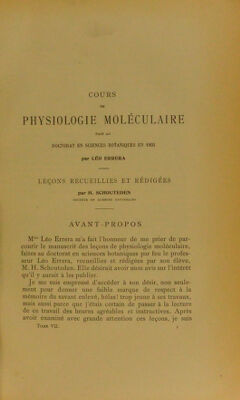 COURS
DE
PHYSIOLOGIE MOLÉCULAIRE
FAIT AU
DOCTORAT EN SCIENCES BOTANIQUES EN 1903
par LÉO ERRERA
LEÇONS RECUEILLIES ET RÉDIGÉES
par H. SCHOUTEDEN
DOCTEUR EN SCIENCES NATURELLES
AVANT-PROPOS
Mme Léo Errera m'a fait l'honneur de me prier de par-
courir le manuscrit des leçons de physiologie moléculaire,
faites au doctorat en sciences botaniques par feu le profes-
seur Léo Errera, recueillies et rédigées par son élève,
M. H. Schouteden. Elle désirait avoir mon avis sur l'intérêt
qu'il y aurait à les publier.
Je me suis empressé d'accéder à son désir, non seule-
ment pour donner une faible marque de respect à la
mémoire du savant enlevé, hélas! trop jeune à ses travaux,
mais aussi parce que j'étais certain de passer à la lecture
de ce travail des heures agréables et instructives. Après
avoir examiné avec grande attention ces leçons, je suis
TOME VII.